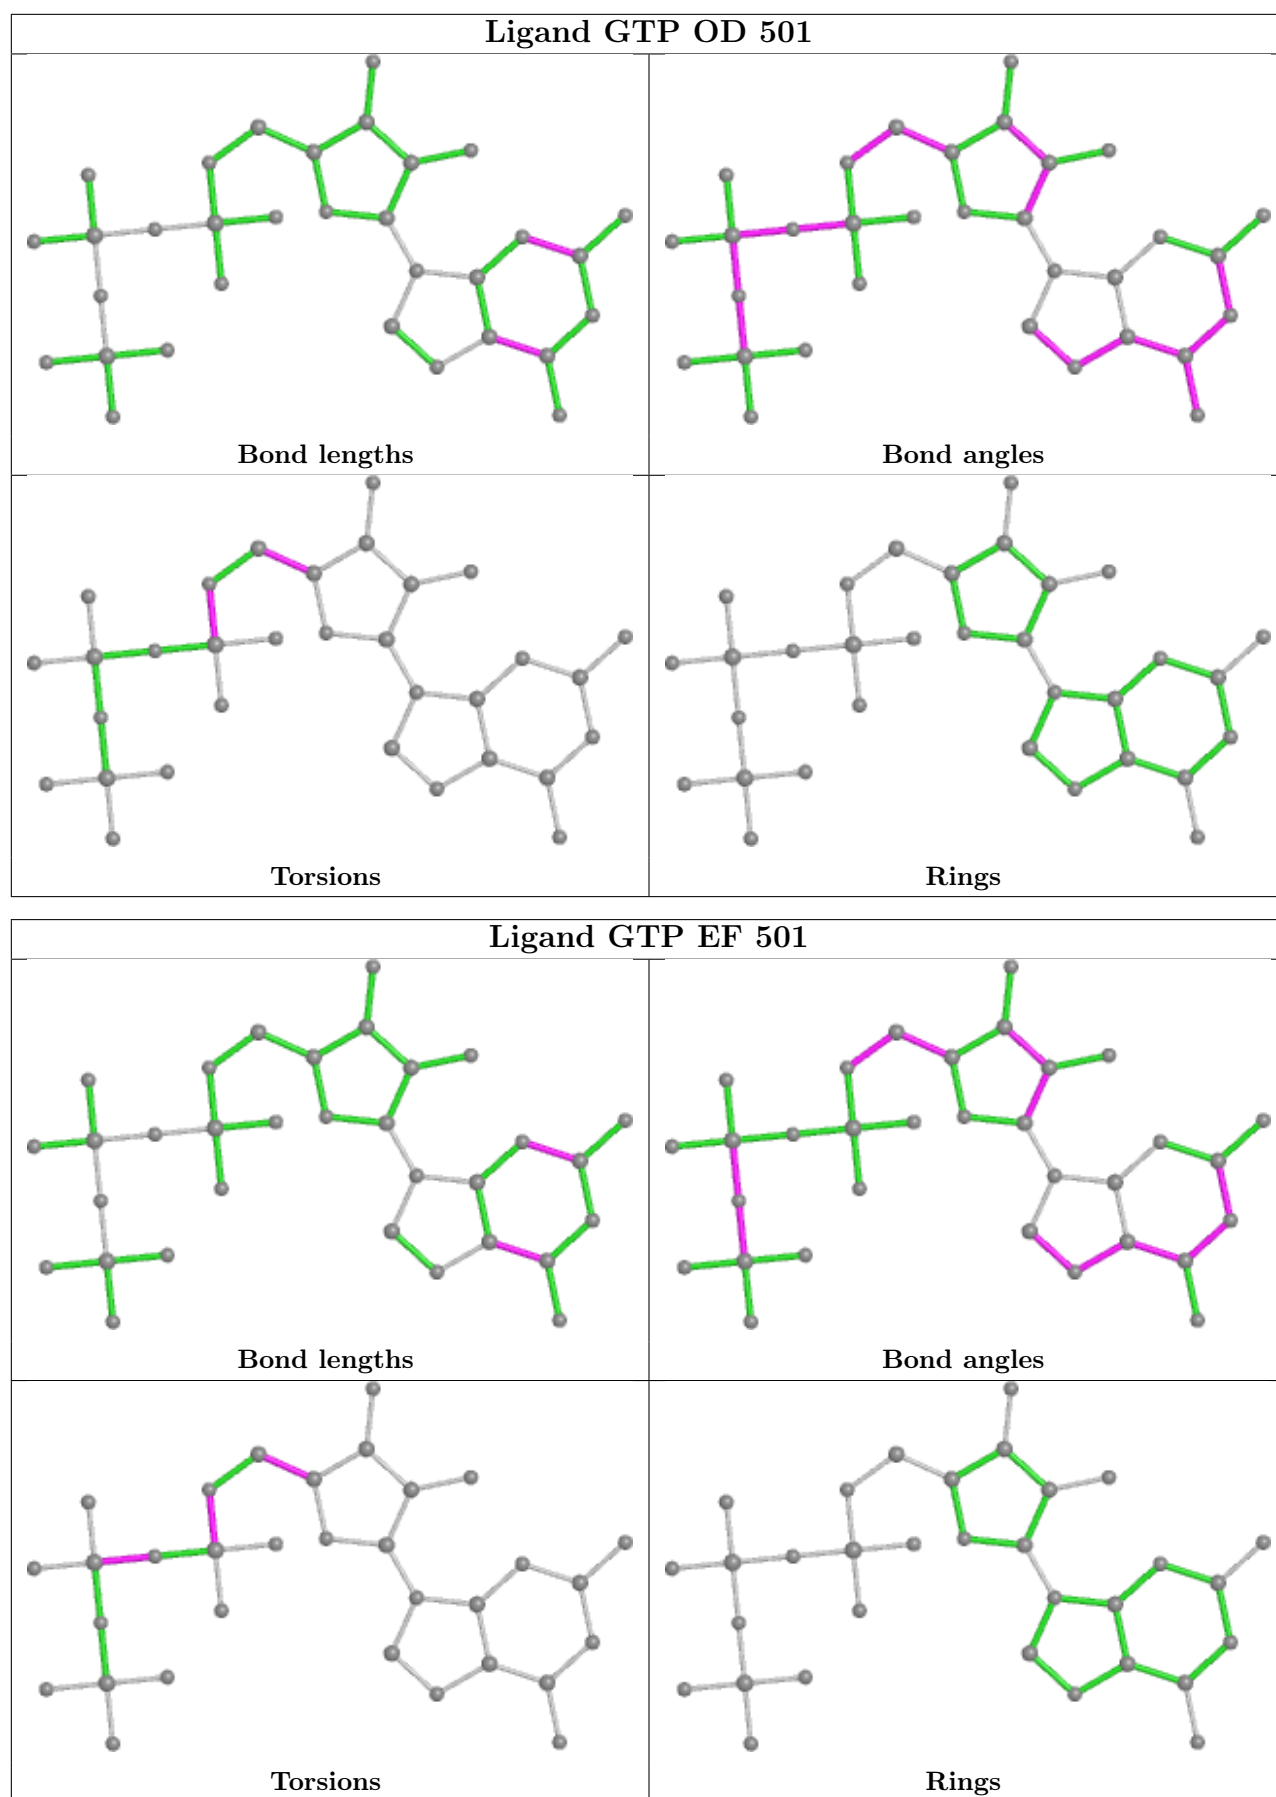 Ligand GTP OD 501
Bond lengths
Bond angles
Torsions
Rings
Ligand GTP EF 501
Bond lengths
Bond angles
Torsions
Rings